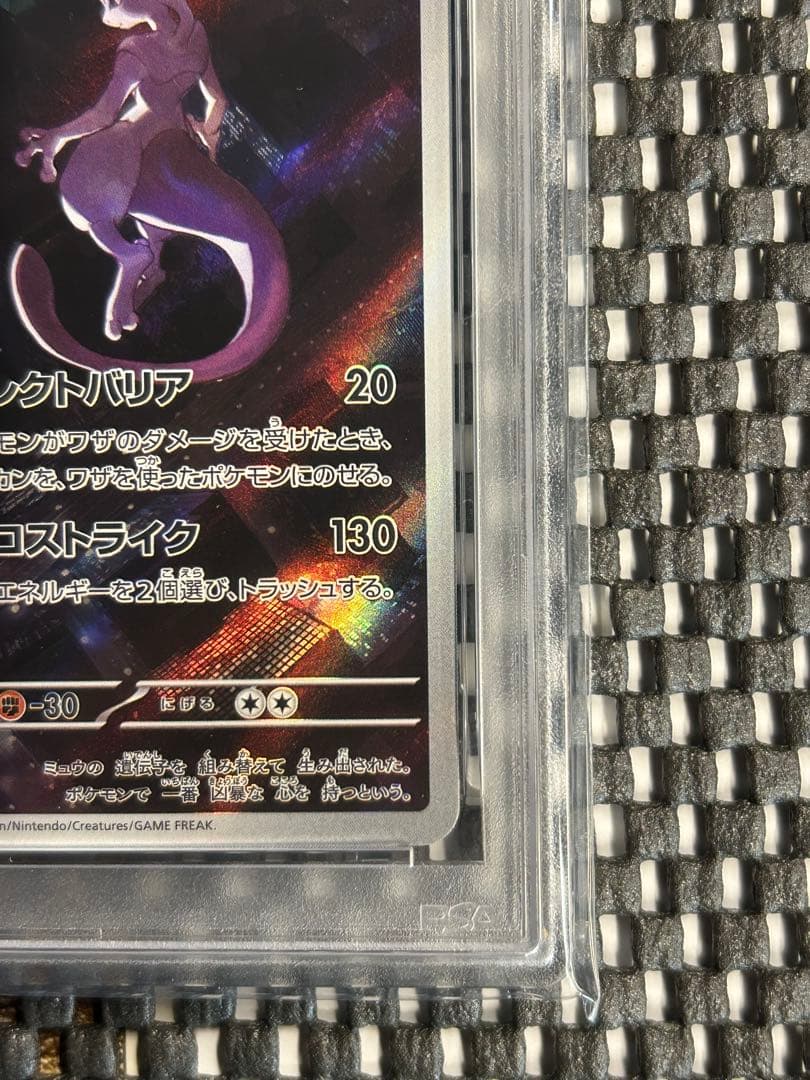 レクトバリア 20
モンがワザのダメージを受けたとき、
カンを、ワザを使ったポケモンにのせる。
コストライク 130
エネルギーを2個選び、トラッシュする。
-30 にげる
ミュウの 遺伝子を 組み替えて 生み出された。
ポケモンで 一番 凶暴な 心を 持つという。
n/Nintendo/Creatures/GAME FREAK.
PSA